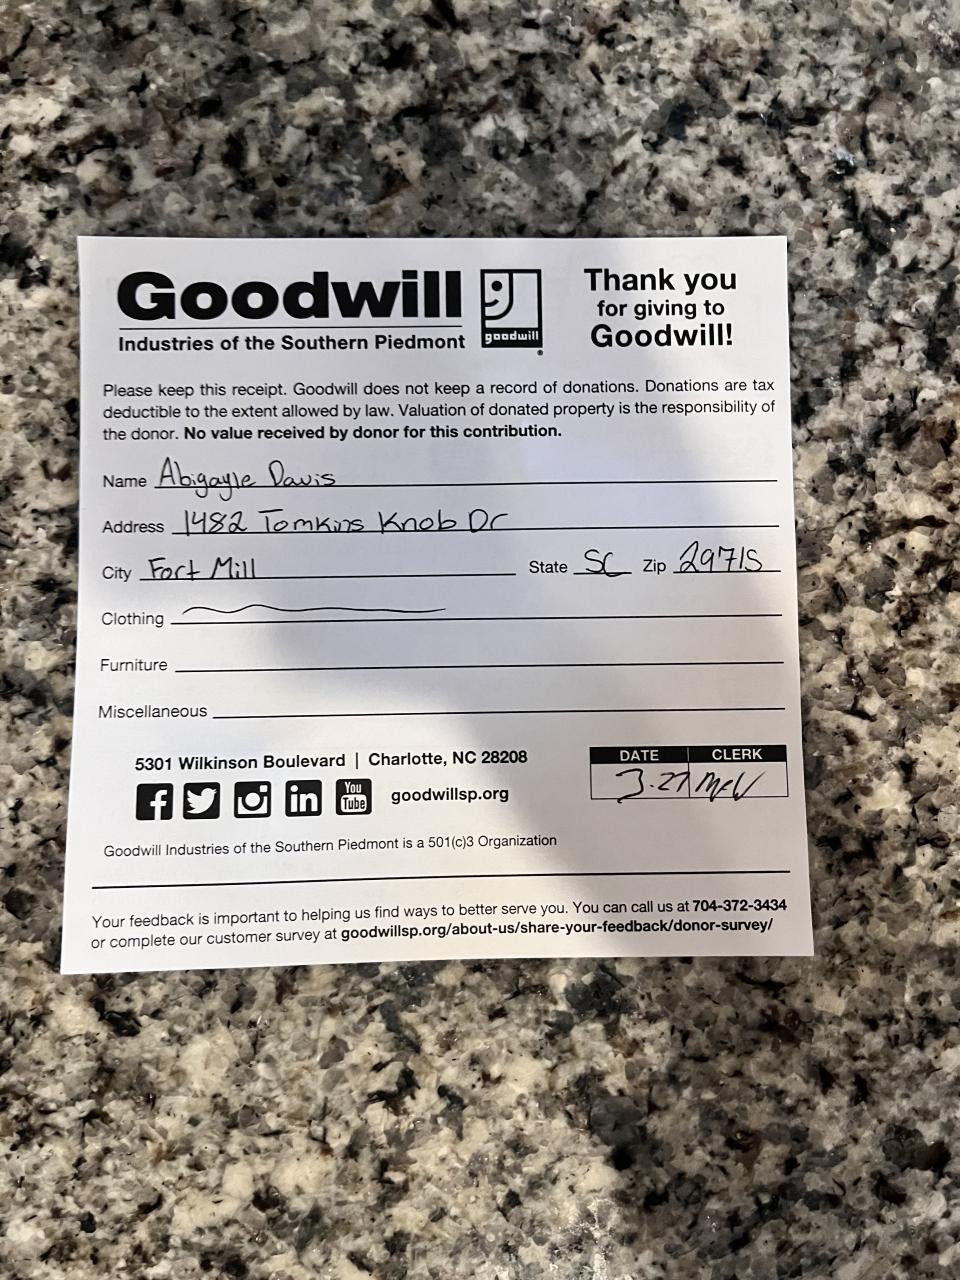 Goodwill
Industries of the Southern Piedmont
goodwill
Thank you
for giving to
Goodwill!
Please keep this receipt. Goodwill does not keep a record of donations. Donations are tax
deductible to the extent allowed by law. Valuation of donated property is the responsibility of
the donor. No value received by donor for this contribution.
Name Abigayle Davis
Address 1482 Tomkins Knob Dr
City Fort Mill State SC Zip 29715
Clothing
Furniture
Miscellaneous
5301 Wilkinson Boulevard | Charlotte, NC 28208
DATE CLERK
3-27
You
Tube
in
goodwillsp.org
Goodwill Industries of the Southern Piedmont is a 501(c)3 Organization
Your feedback is important to helping us find ways to better serve you. You can call us at 704-372-3434
or complete our customer survey at goodwillsp.org/about-us/share-your-feedback/donor-survey/